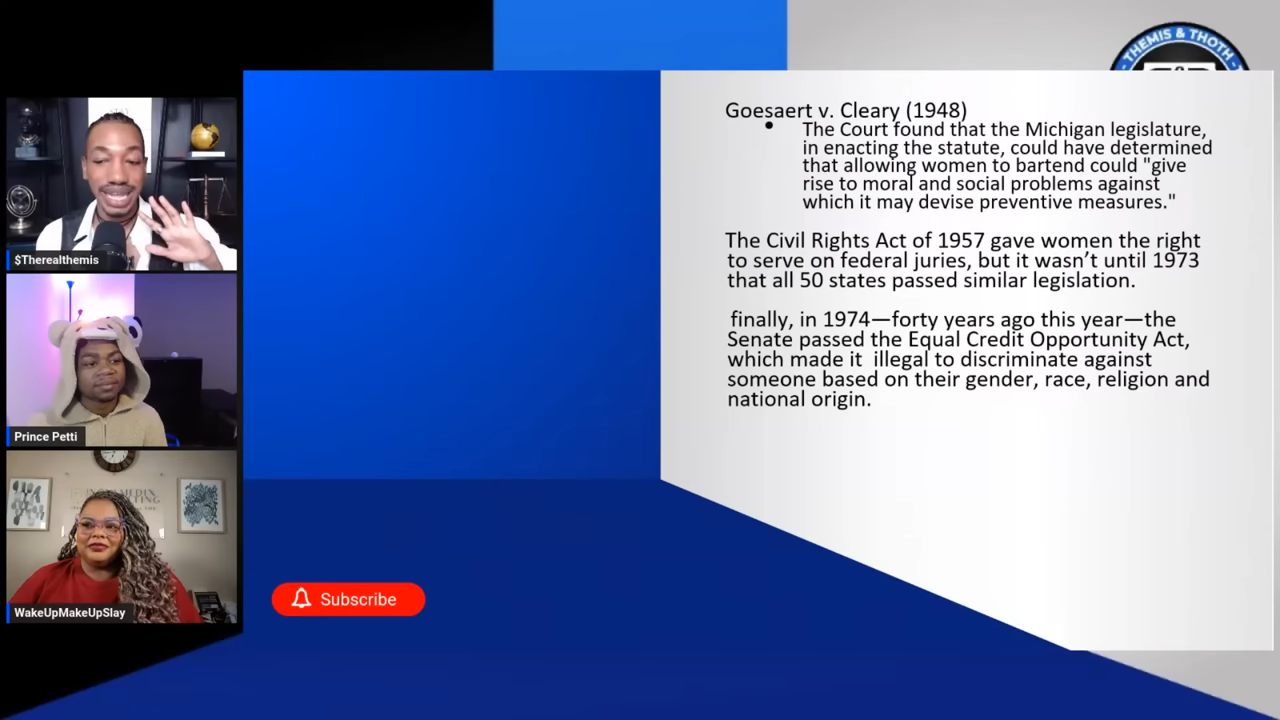 THEMIS & THOTH
Goesaert v. Cleary (1948)
• The Court found that the Michigan legislature,
in enacting the statute, could have determined
that allowing women to bartend could "give
rise to moral and social problems against
which it may devise preventive measures."
The Civil Rights Act of 1957 gave women the right
to serve on federal juries, but it wasn’t until 1973
that all 50 states passed similar legislation.
finally, in 1974—forty years ago this year—the
Senate passed the Equal Credit Opportunity Act,
which made it illegal to discriminate against
someone based on their gender, race, religion and
national origin.
$Therealthemis
Prince Petti
WakeUpMakeUpSlay
Subscribe